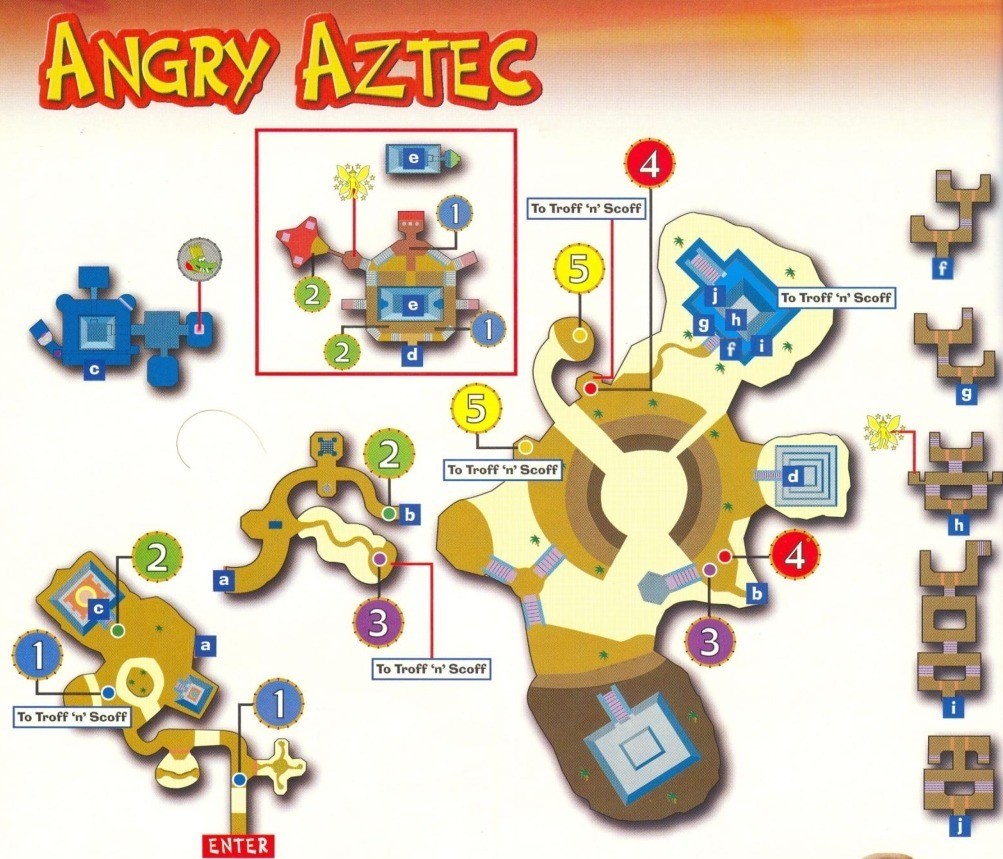 ANGRY AZTEC
e
4
To Troff 'n' Scoff
1
5
f
2
j
To Troff 'n' Scoff
e
g
h
1
2
d
f
i
c
g
5
2
To Troff 'n' Scoff
d
b
h
2
4
a
b
c
3
1
a
3
To Troff 'n' Scoff
1
To Troff 'n' Scoff
i
j
ENTER